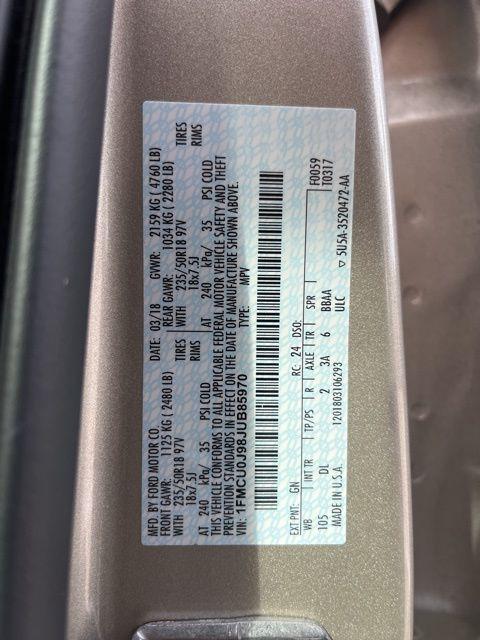 MFD. BY FORD MOTOR CO.
DATE: 03/18 GVWR: 2159 KG ( 4760 LB)
FRONT GAWR: 1125 KG ( 2480 LB) REAR GAWR: 1034 KG ( 2280 LB)
WITH 235/50R18 97V TIRES WITH 235/50R18 97V TIRES
18x7.5J RIMS 18x7.5J RIMS
AT 240 kPa/ 35 PSI COLD AT 240 kPa/ 35 PSI COLD
THIS VEHICLE CONFORMS TO ALL APPLICABLE FEDERAL MOTOR VEHICLE SAFETY AND THEFT
PREVENTION STANDARDS IN EFFECT ON THE DATE OF MANUFACTURE SHOWN ABOVE.
VIN: 1FMCU0J98JUB85970 TYPE: MPV
EXT PNT: GN RC: 24 DSO: F0059
T0317
WB INT TR TP/PS R AXLE TR SPR
105 DL 2 3A 6 BBAA
1201803106293 ULC
MADE IN U.S.A. ▽ 5U5A-3520472-AA